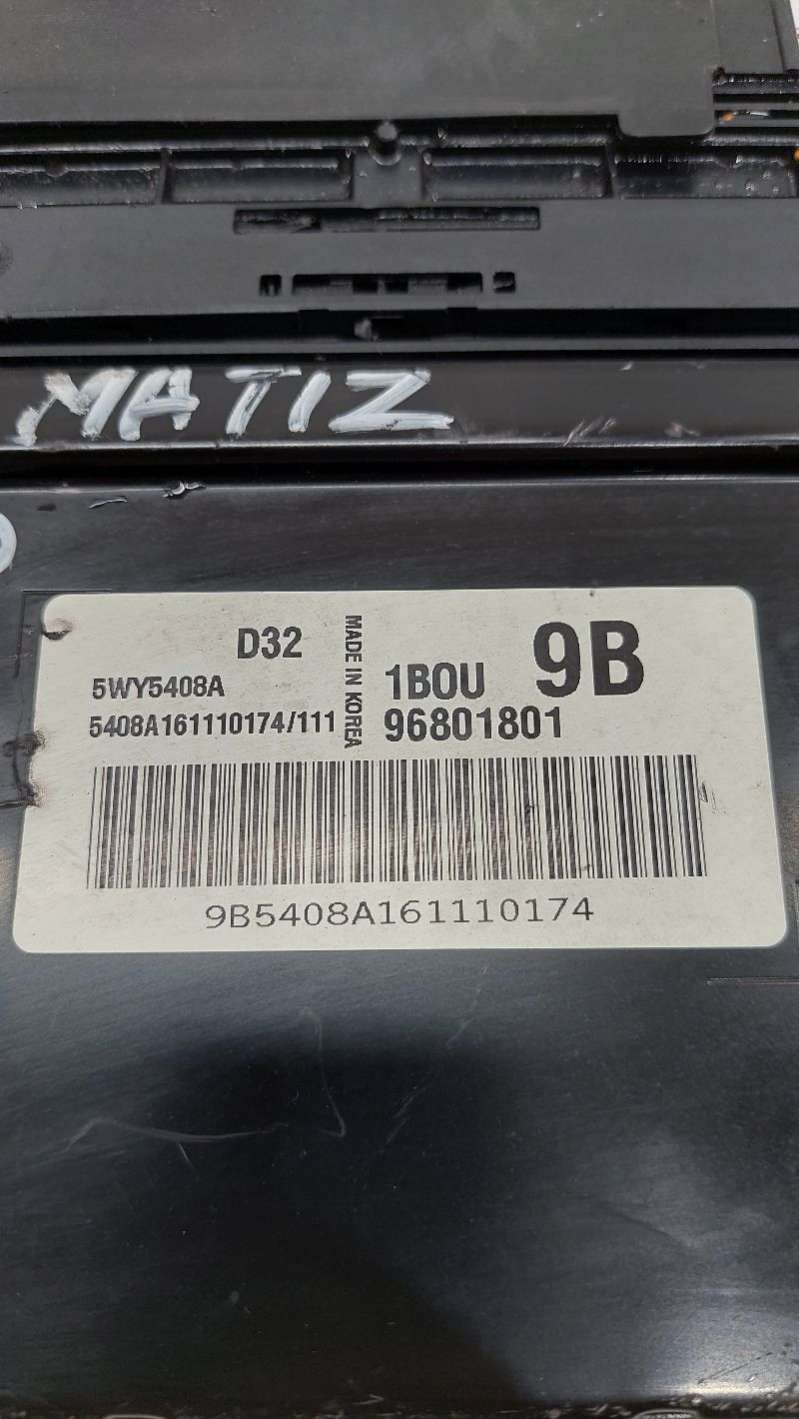 MATIZ
D32
5WY5408A
5408A161110174/111
MADE IN KOREA
1BOU 9B
96801801
9B5408A161110174